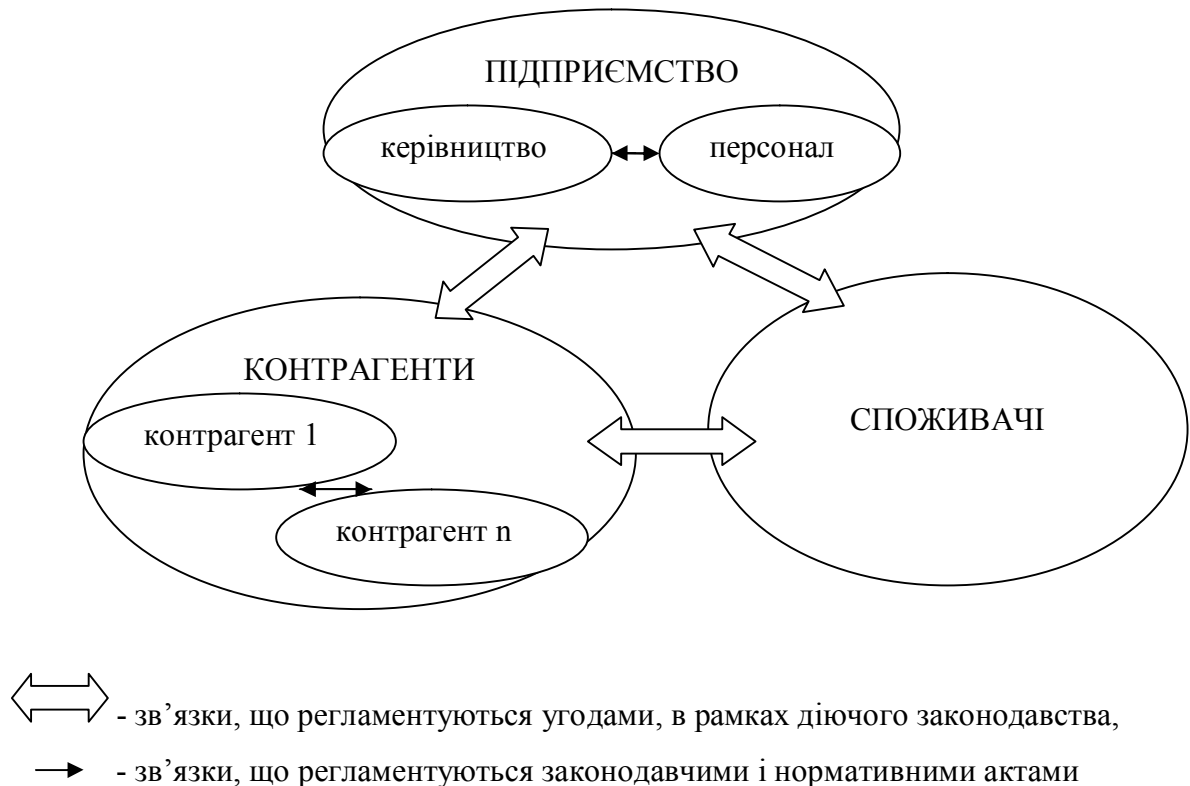 ПІДПРИЄМСТВО
керівництво
персонал
КОНТРАГЕНТИ
контрагент 1
контрагент n
СПОЖИВАЧІ
- зв’язки, що регламентуються угодами, в рамках діючого законодавства,
- зв’язки, що регламентуються законодавчими і нормативними актами